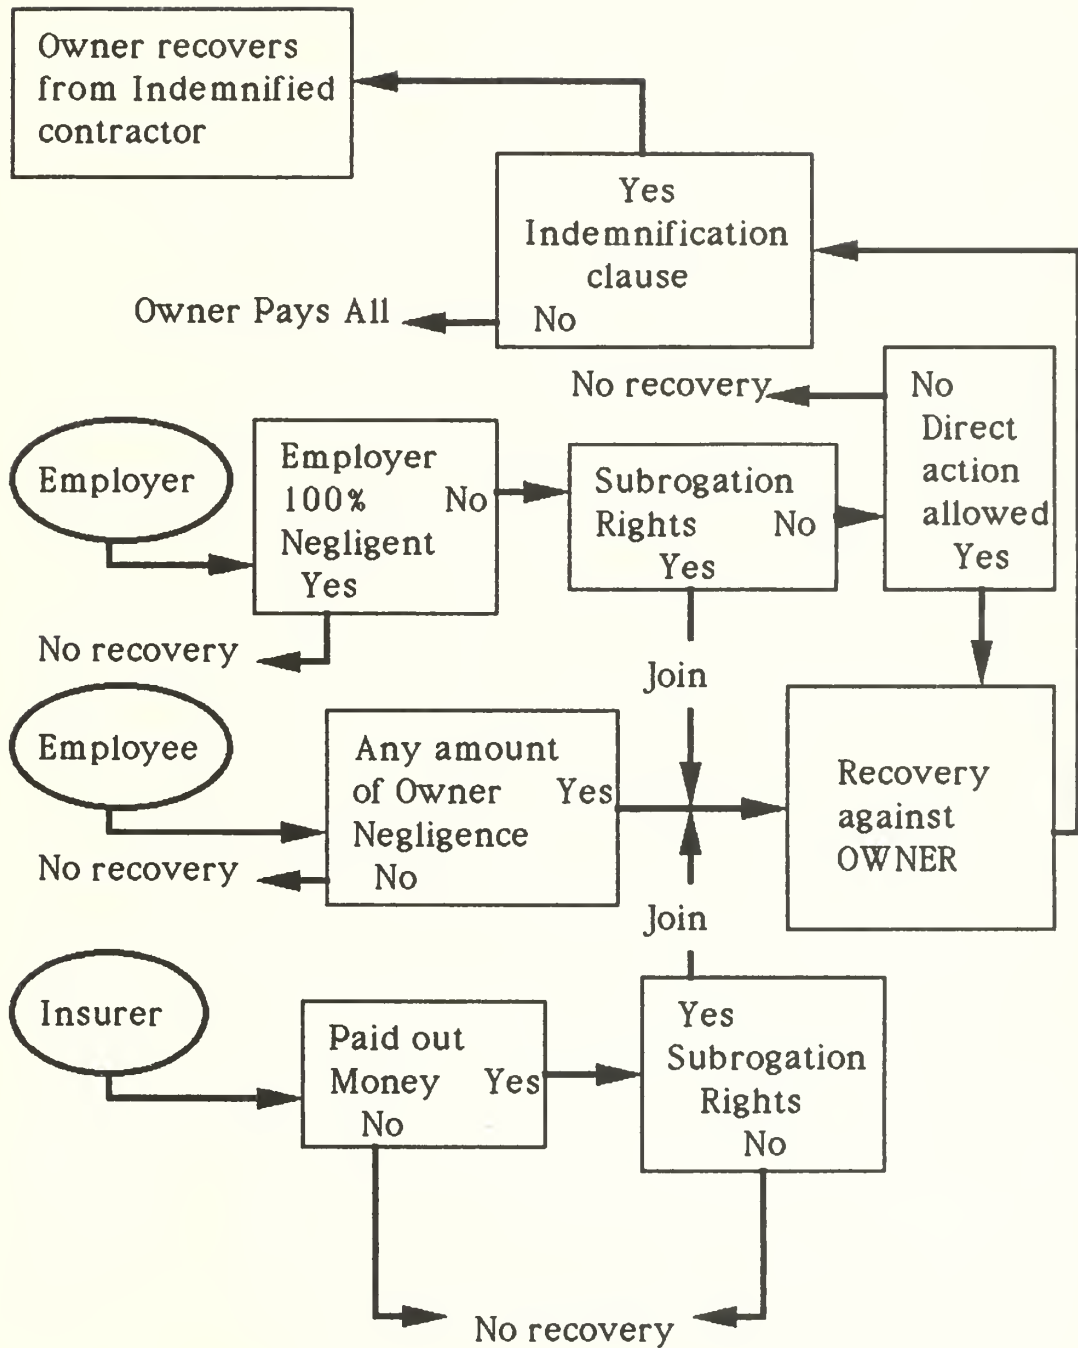 Owner recovers
from Indemnified
contractor
Yes
Indemnification
clause
Owner Pays All
No
No recovery
No
Direct
action
allowed
Yes
Employer
Employer
100% No
Negligent
Yes
Subrogation
Rights No
Yes
No recovery
Join
Employee
Any amount
of Owner Yes
Negligence
No
Recovery
against
OWNER
No recovery
Join
Insurer
Paid out
Money Yes
No
Yes
Subrogation
Rights
No
No recovery